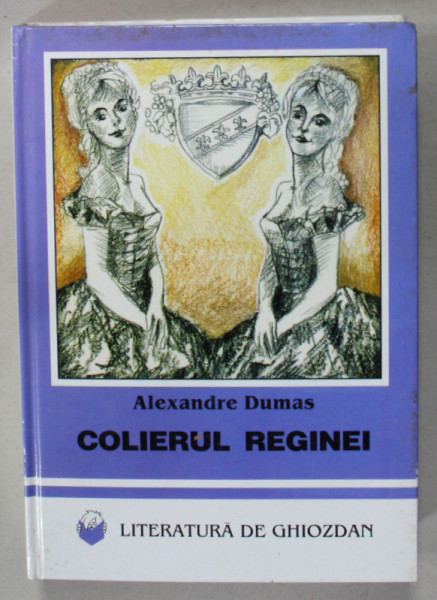 Alexandre Dumas
COLIERUL REGINEI
LITERATURĂ DE GHIOZDAN